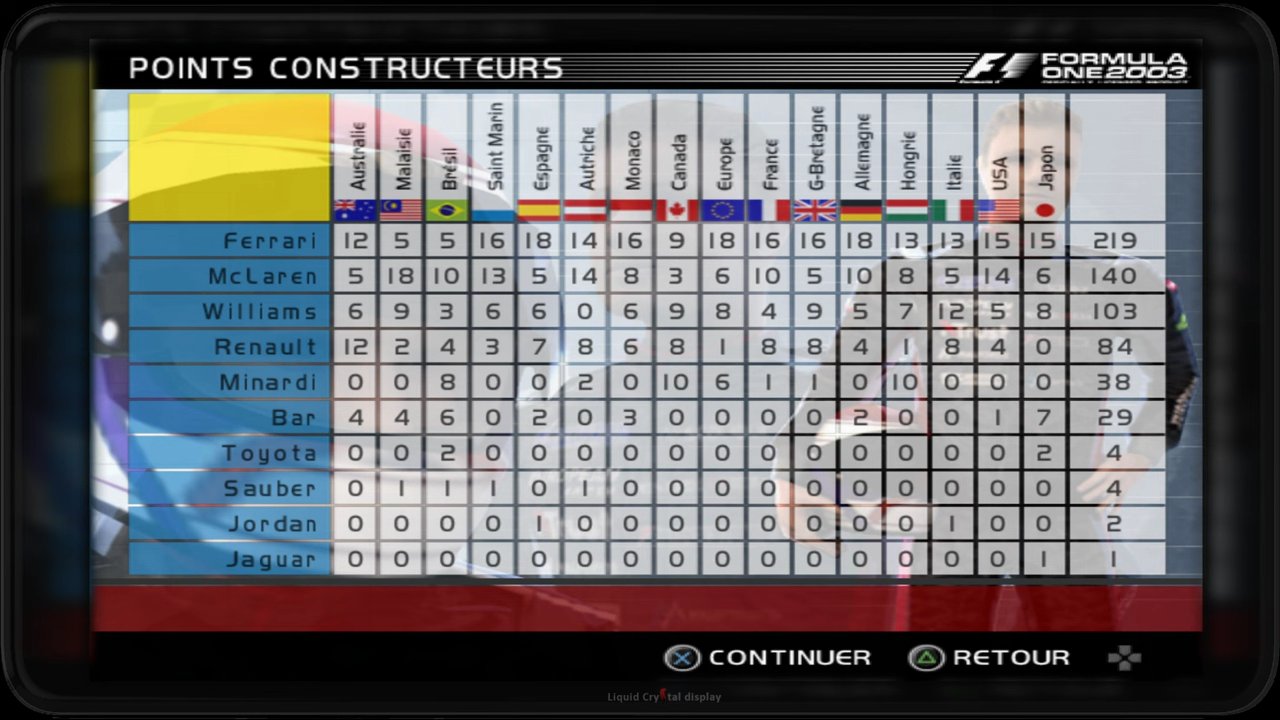 POINTS CONSTRUCTEURS
F1 FORMULA
ONE 2003
Australie Malaisie Brésil Saint Marin Espagne Autriche Monaco Canada Europe France G-Bretagne Allemagne Hongrie Italie USA Japon
Ferrari 12 5 5 16 18 14 16 9 18 16 16 18 13 13 15 15 219
McLaren 5 18 10 13 5 14 8 3 6 10 5 10 8 5 14 6 140
Williams 6 9 3 6 6 0 6 9 8 4 9 5 7 12 5 8 103
Renault 12 2 4 3 7 8 6 8 1 8 8 4 1 8 4 0 84
Minardi 0 0 8 0 0 2 0 10 6 1 1 0 10 0 0 0 38
Bar 4 4 6 0 2 0 3 0 0 0 0 2 0 0 1 7 29
Toyota 0 0 2 0 0 0 0 0 0 0 0 0 0 0 0 2 4
Sauber 0 1 1 1 0 1 0 0 0 0 0 0 0 0 0 0 4
Jordan 0 0 0 0 1 0 0 0 0 0 0 0 0 1 0 0 2
Jaguar 0 0 0 0 0 0 0 0 0 0 0 0 0 0 0 1 1
CONTINUER RETOUR
Liquid Crystal display